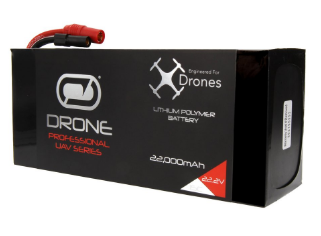 DRONE
PROFESSIONAL
UAV SERIES
Engineered For
Drones
LITHIUM POLYMER
BATTERY
22,000mAh
22.2V